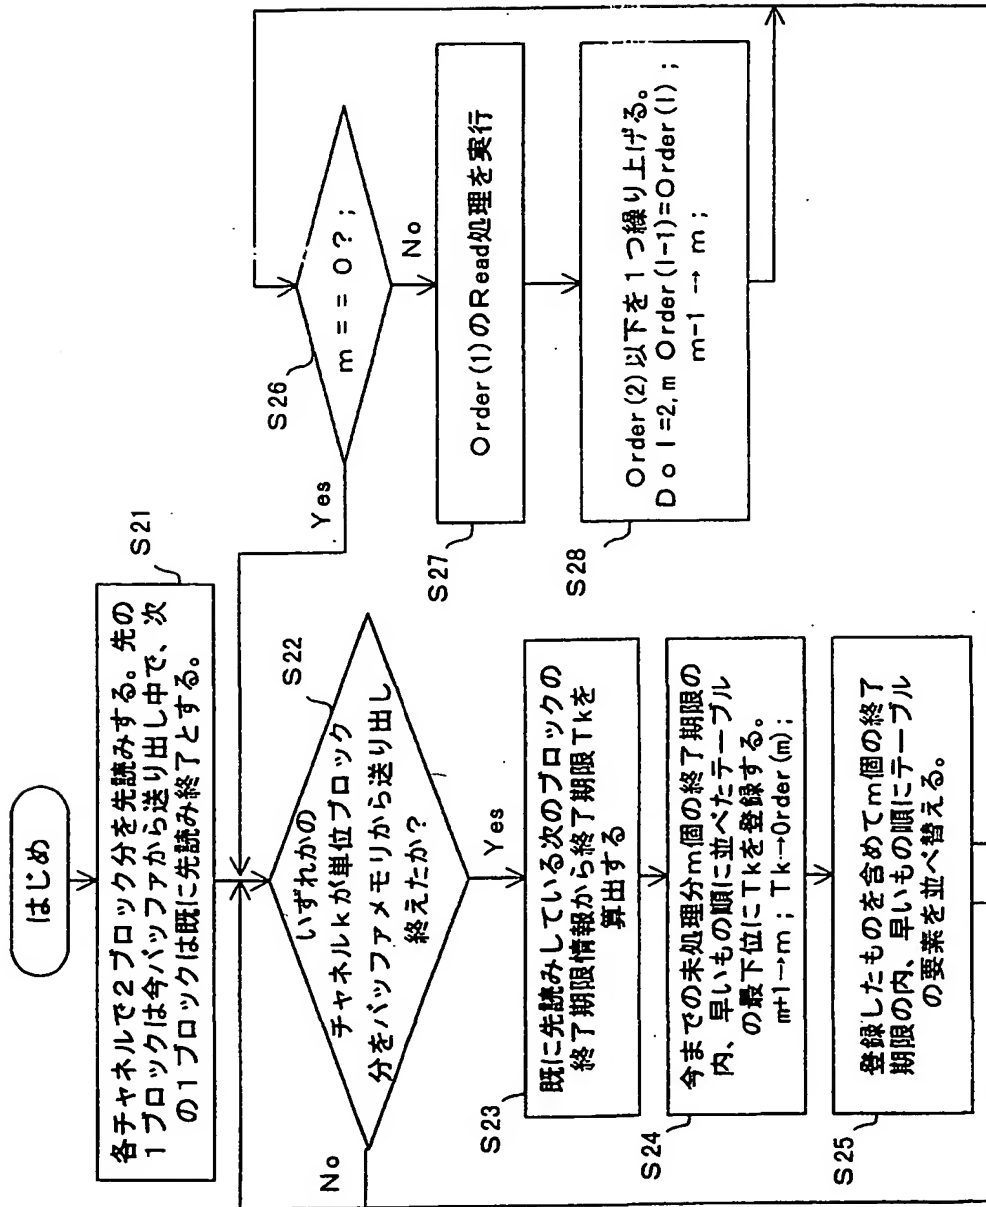 はじめ
各チャネルで2ブロック分を先読みする。先の
1ブロックは今バッファから送り出し中で、次
の1ブロックは既に先読み終了とする。
S21
いずれかの
チャネルkが単位ブロック
分をバッファメモリから送り出し
終えたか?
S22
No
Yes
既に先読みしている次のブロックの
終了期限情報から終了期限Tkを
算出する
S23
今までの未処理分m個の終了期限の
内、早いもの順に並べたテーブル
の最下位にTkを登録する。
m+1→m; Tk→Order(m);
S24
登録したものを含めてm個の終了
期限の内、早いもの順にテーブル
の要素を並べ替える。
S25
m==0?;
S26
Yes
No
Order(1)のRead処理を実行
S27
Order(2)以下を1つ繰り上げる。
Do l=2,m Order(l-1)=Order(l);
m-1→m;
S28